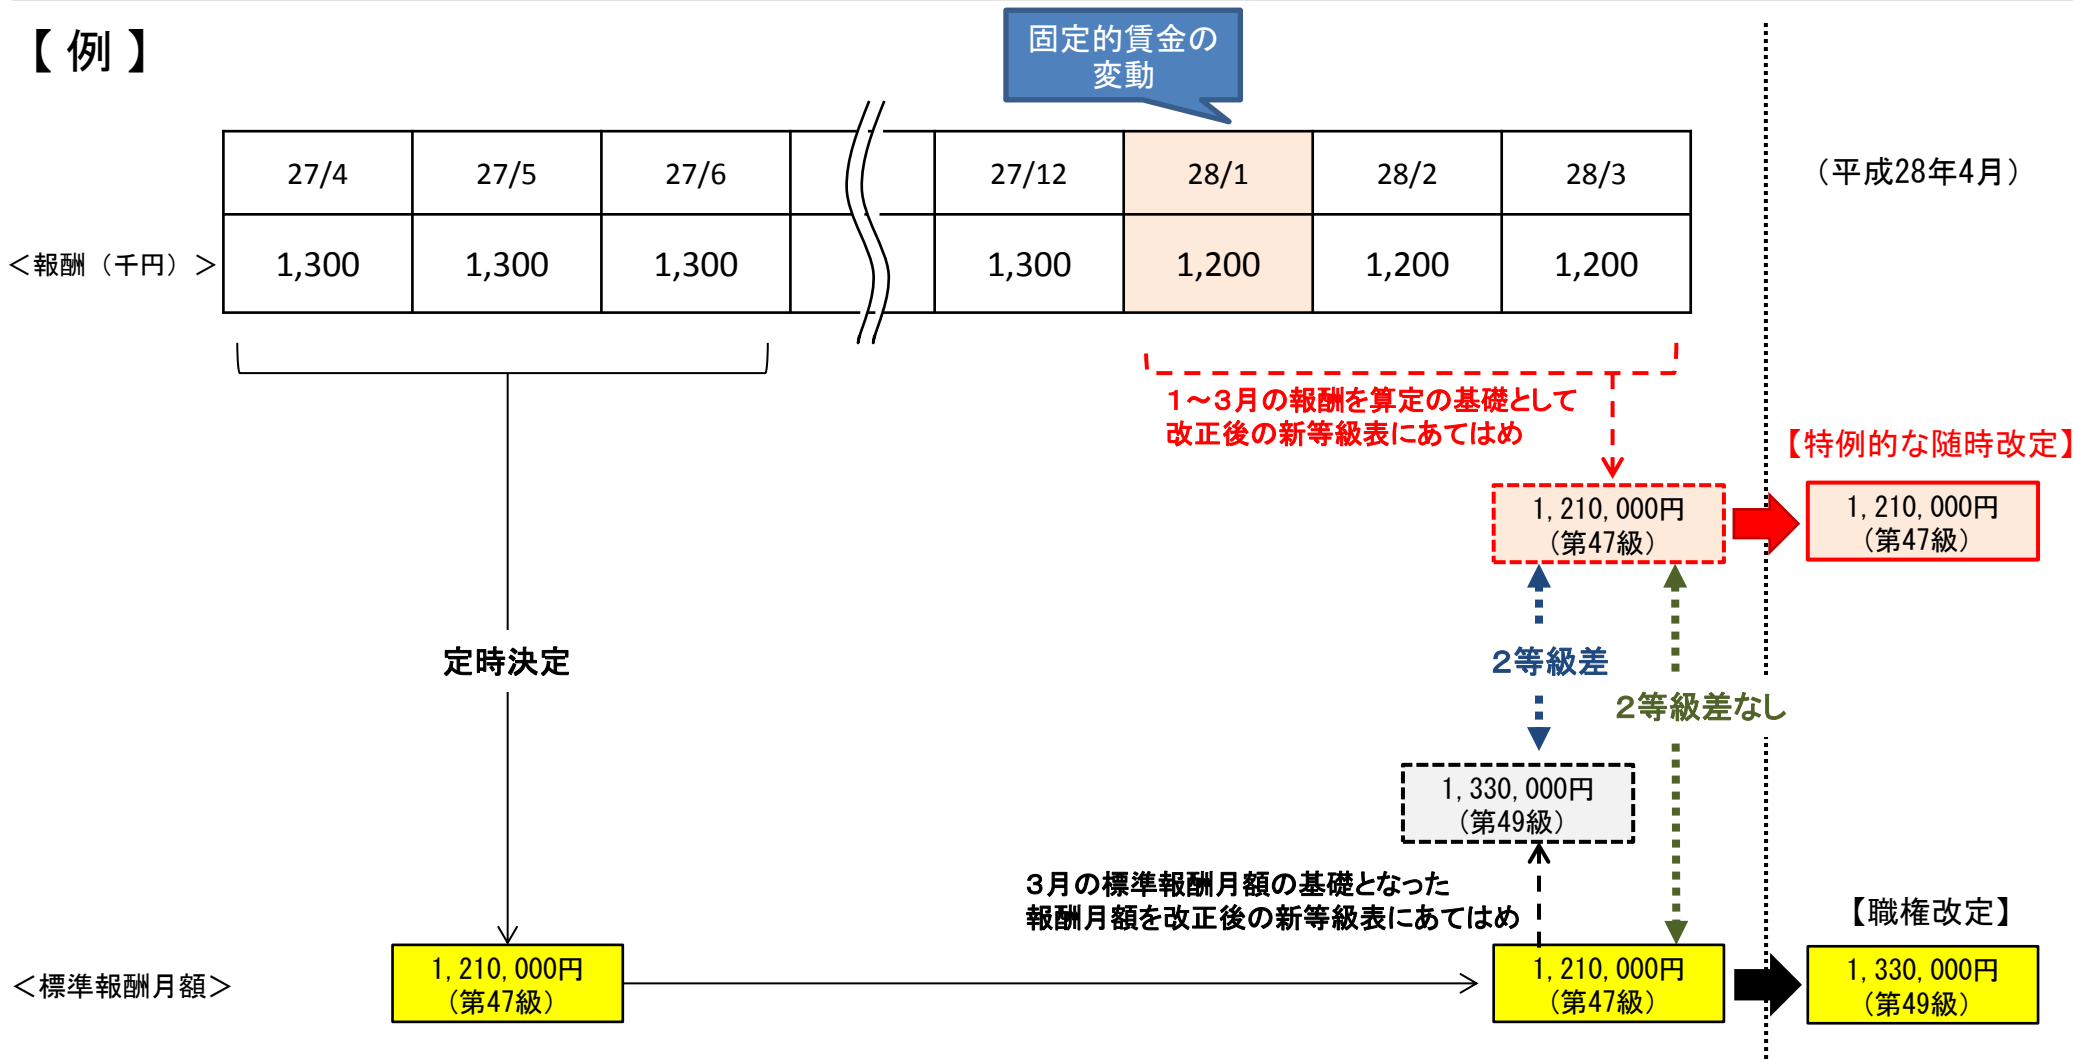 【 例 】
固定的賃金の
変動
27/4 27/5 27/6 27/12 28/1 28/2 28/3
（平成28年4月）
＜報酬（千円）＞ 1,300 1,300 1,300 1,300 1,200 1,200 1,200
１～３月の報酬を算定の基礎として
改正後の新等級表にあてはめ
【特例的な随時改定】
1,210,000円
（第47級）
1,210,000円
（第47級）
定時決定
２等級差
２等級差なし
1,330,000円
（第49級）
３月の標準報酬月額の基礎となった
報酬月額を改正後の新等級表にあてはめ
【職権改定】
＜標準報酬月額＞
1,210,000円
（第47級）
1,210,000円
（第47級）
1,330,000円
（第49級）